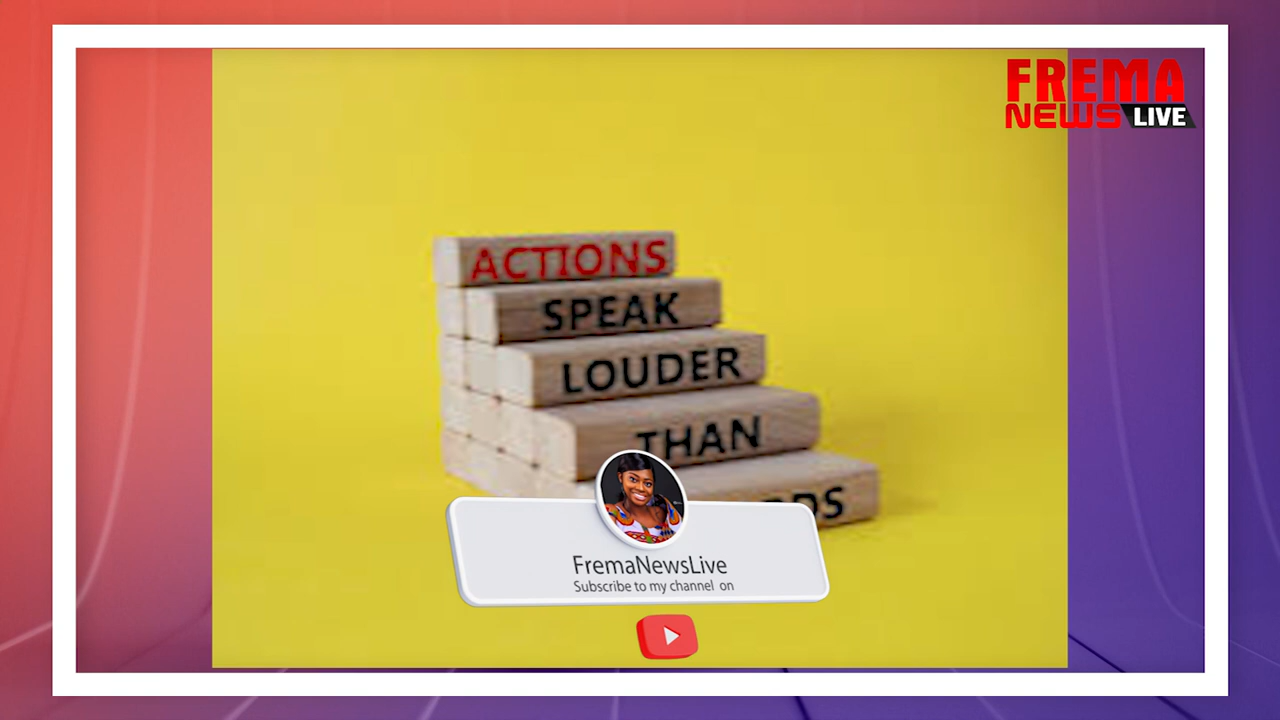 FREMA
NEWS LIVE
ACTIONS
SPEAK
LOUDER
THAN
FremaNewsLive
Subscribe to my channel on